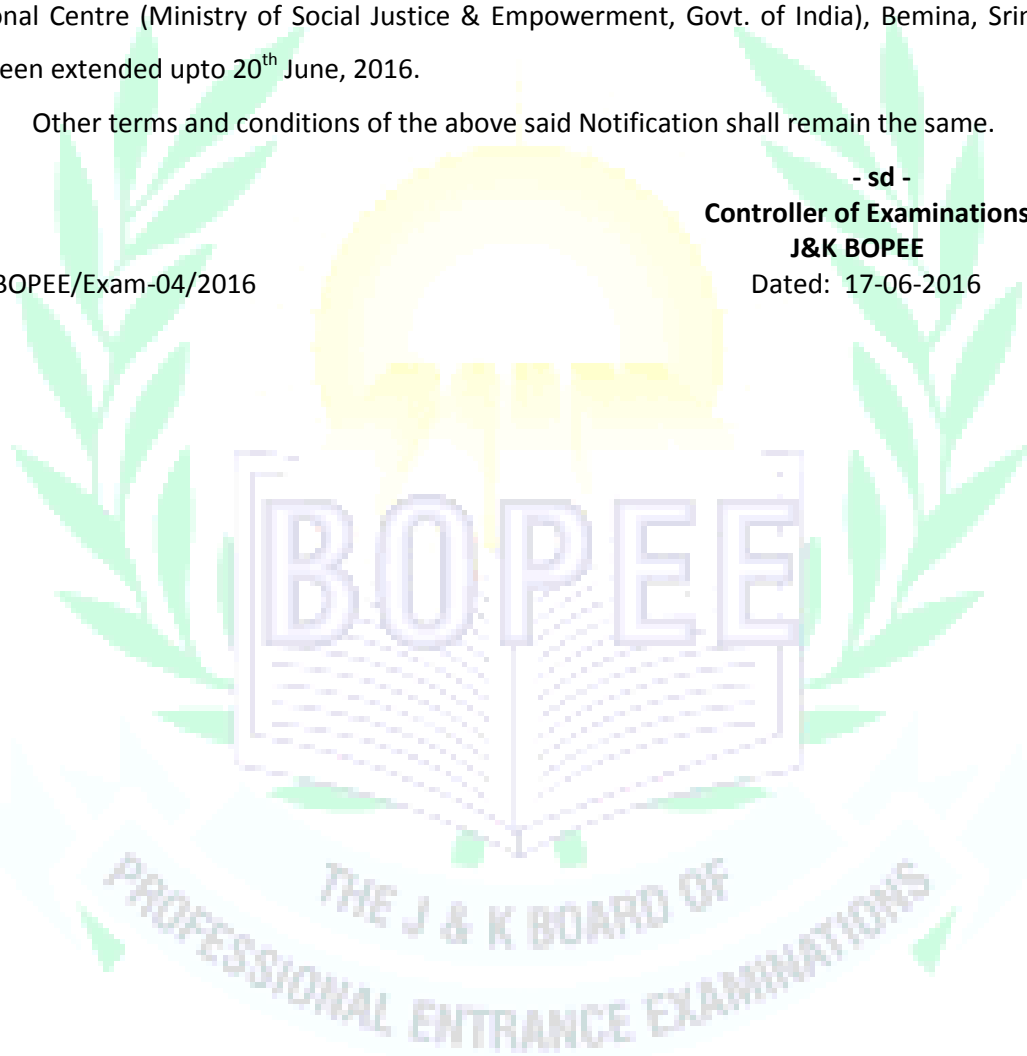 onal Centre (Ministry of Social Justice & Empowerment, Govt. of India), Bemina, Srin
een extended upto 20th June, 2016.
Other terms and conditions of the above said Notification shall remain the same.
- sd -
Controller of Examinations
J&K BOPEE
BOPEE/Exam-04/2016 Dated: 17-06-2016
BOPEE
THE J & K BOARD OF
PROFESSIONAL ENTRANCE EXAMINATIONS